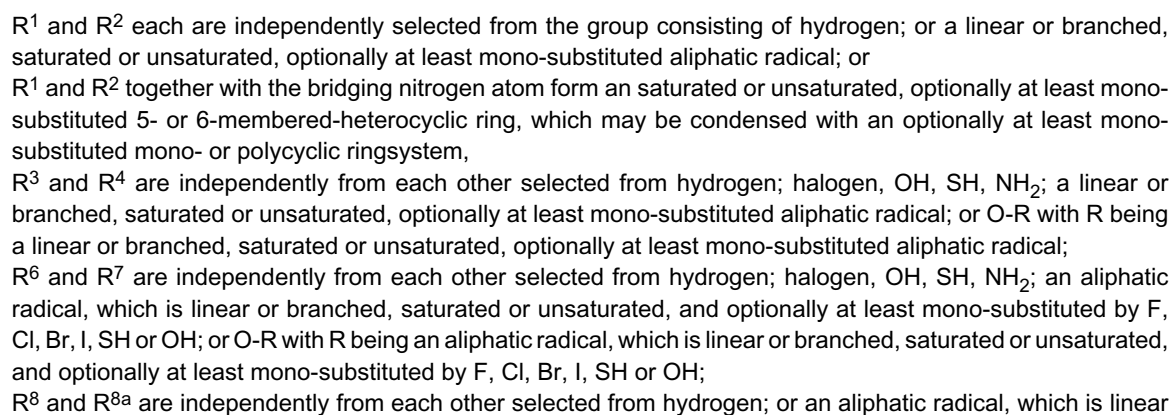 R1 and R2 each are independently selected from the group consisting of hydrogen; or a linear or branched,
saturated or unsaturated, optionally at least mono-substituted aliphatic radical; or
R1 and R2 together with the bridging nitrogen atom form an saturated or unsaturated, optionally at least mono-
substituted 5- or 6-membered-heterocyclic ring, which may be condensed with an optionally at least mono-
substituted mono- or polycyclic ringsystem,
R3 and R4 are independently from each other selected from hydrogen; halogen, OH, SH, NH2; a linear or
branched, saturated or unsaturated, optionally at least mono-substituted aliphatic radical; or O-R with R being
a linear or branched, saturated or unsaturated, optionally at least mono-substituted aliphatic radical;
R6 and R7 are independently from each other selected from hydrogen; halogen, OH, SH, NH2; an aliphatic
radical, which is linear or branched, saturated or unsaturated, and optionally at least mono-substituted by F,
Cl, Br, I, SH or OH; or O-R with R being an aliphatic radical, which is linear or branched, saturated or unsaturated,
and optionally at least mono-substituted by F, Cl, Br, I, SH or OH;
R8 and R8a are independently from each other selected from hydrogen; or an aliphatic radical, which is linear